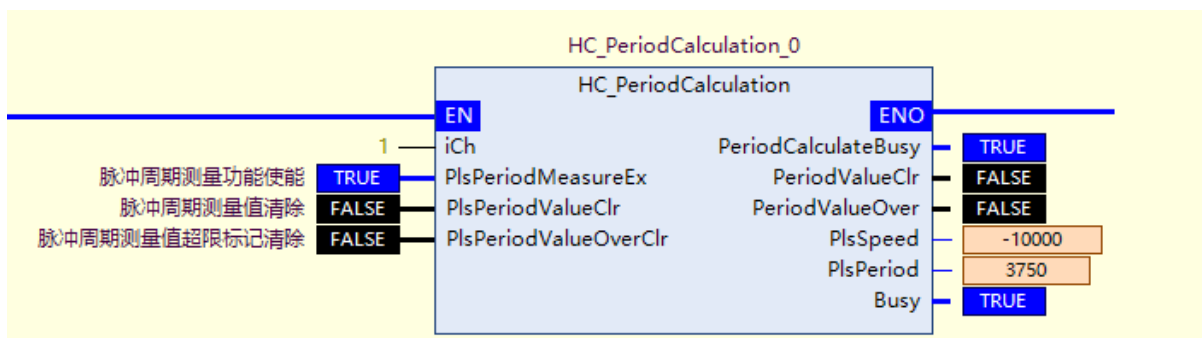 HC_PeriodCalculation_0
HC_PeriodCalculation
EN ENO
1 iCh PeriodCalculateBusy TRUE
脉冲周期测量功能使能 TRUE PlsPeriodMeasureEx PeriodValueClr FALSE
脉冲周期测量值清除 FALSE PlsPeriodValueClr PeriodValueOver FALSE
脉冲周期测量值超限标记清除 FALSE PlsPeriodValueOverClr PlsSpeed -10000
PlsPeriod 3750
Busy TRUE